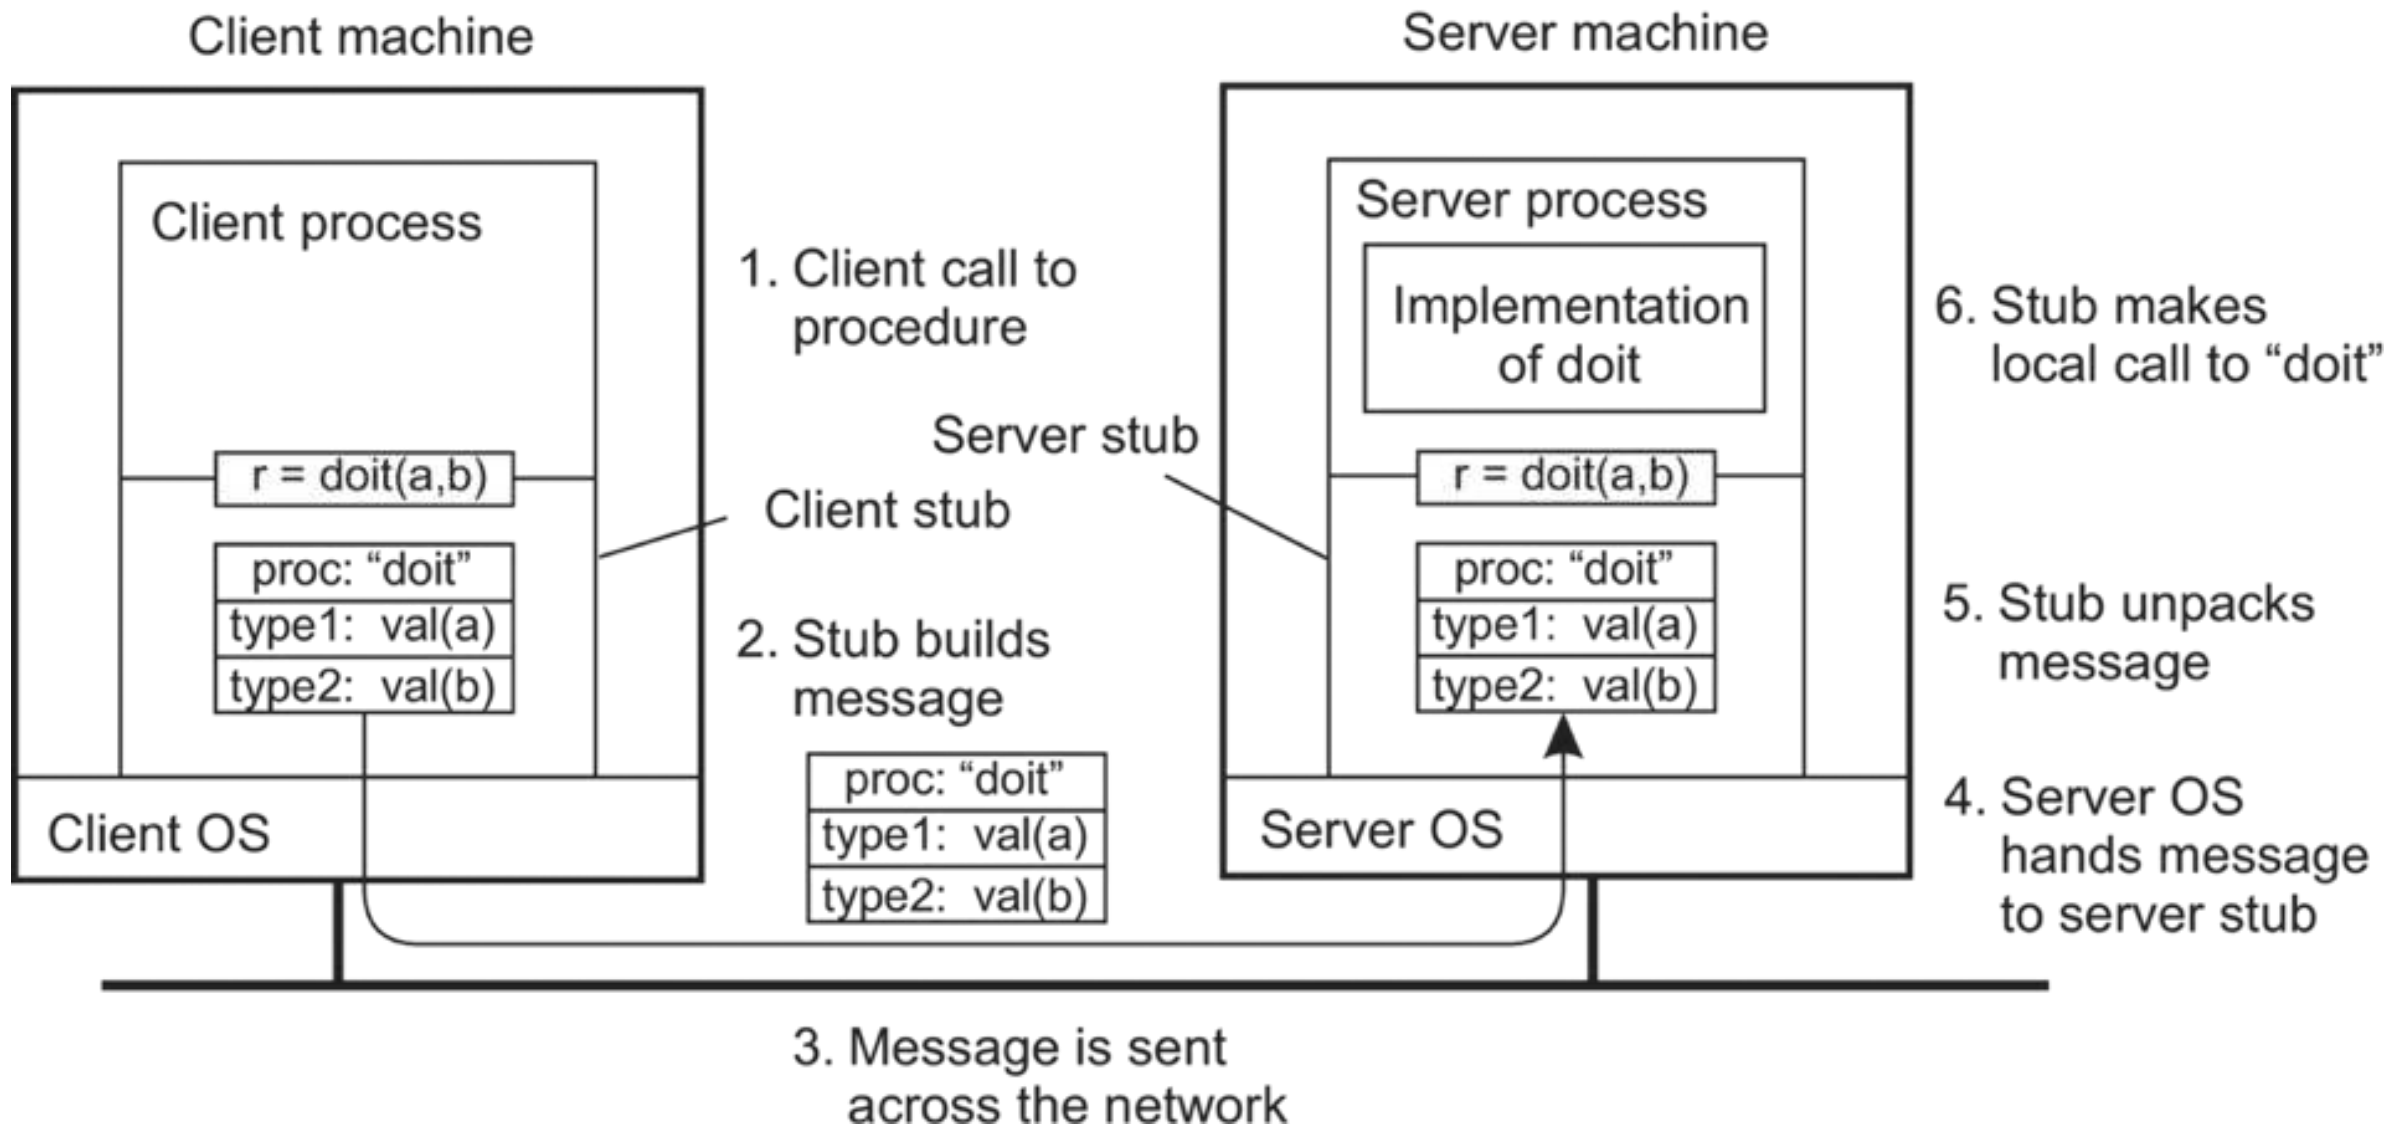 Client machine
Client process
r = doit(a,b)
proc: “doit”
type1: val(a)
type2: val(b)
Client OS
1. Client call to
procedure
Server stub
Client stub
2. Stub builds
message
proc: “doit”
type1: val(a)
type2: val(b)
3. Message is sent
across the network
Server machine
Server process
Implementation
of doit
r = doit(a,b)
proc: “doit”
type1: val(a)
type2: val(b)
Server OS
6. Stub makes
local call to “doit”
5. Stub unpacks
message
4. Server OS
hands message
to server stub